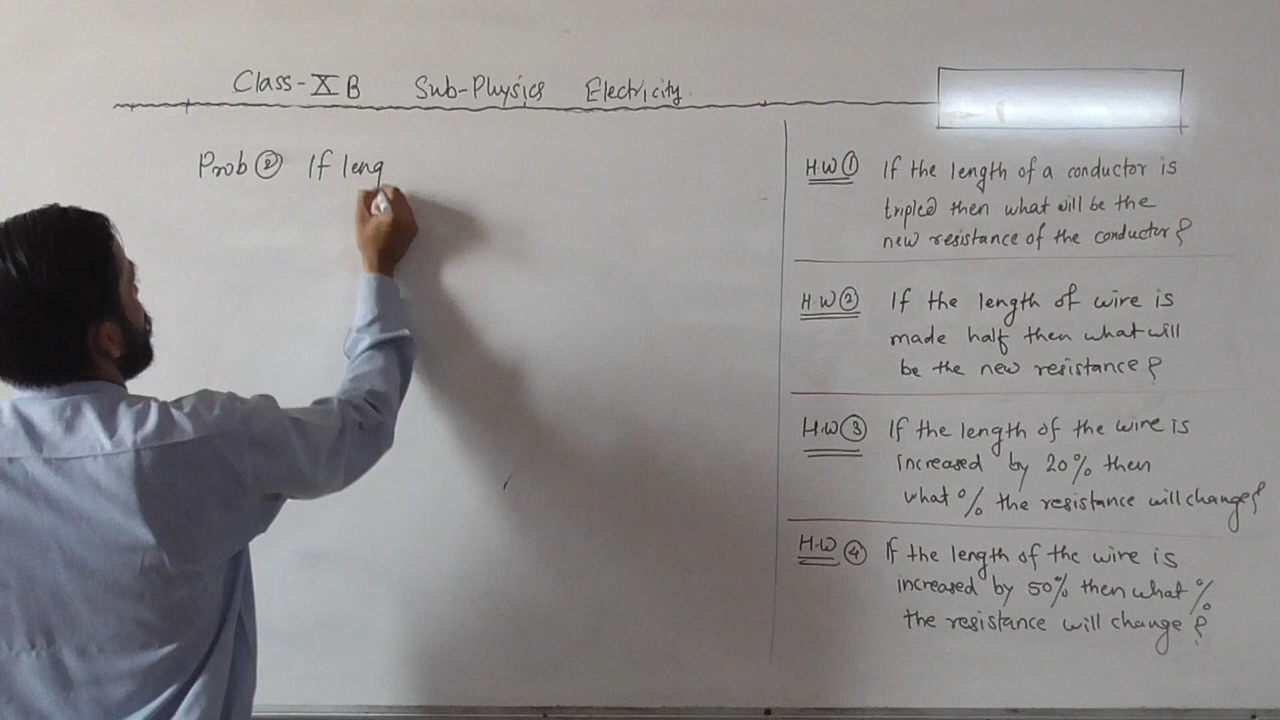 Class-X B Sub-Physics Electricity.
Prob ② If leng
H.W ① If the length of a conductor is
tripled then what will be the
new resistance of the conductor?
H.W ② If the length of wire is
made half then what will
be the new resistance?
H.W ③ If the length of the wire is
increased by 20% then
what % the resistance will change?
H.W ④ If the length of the wire is
increased by 50% then what %
the resistance will change?